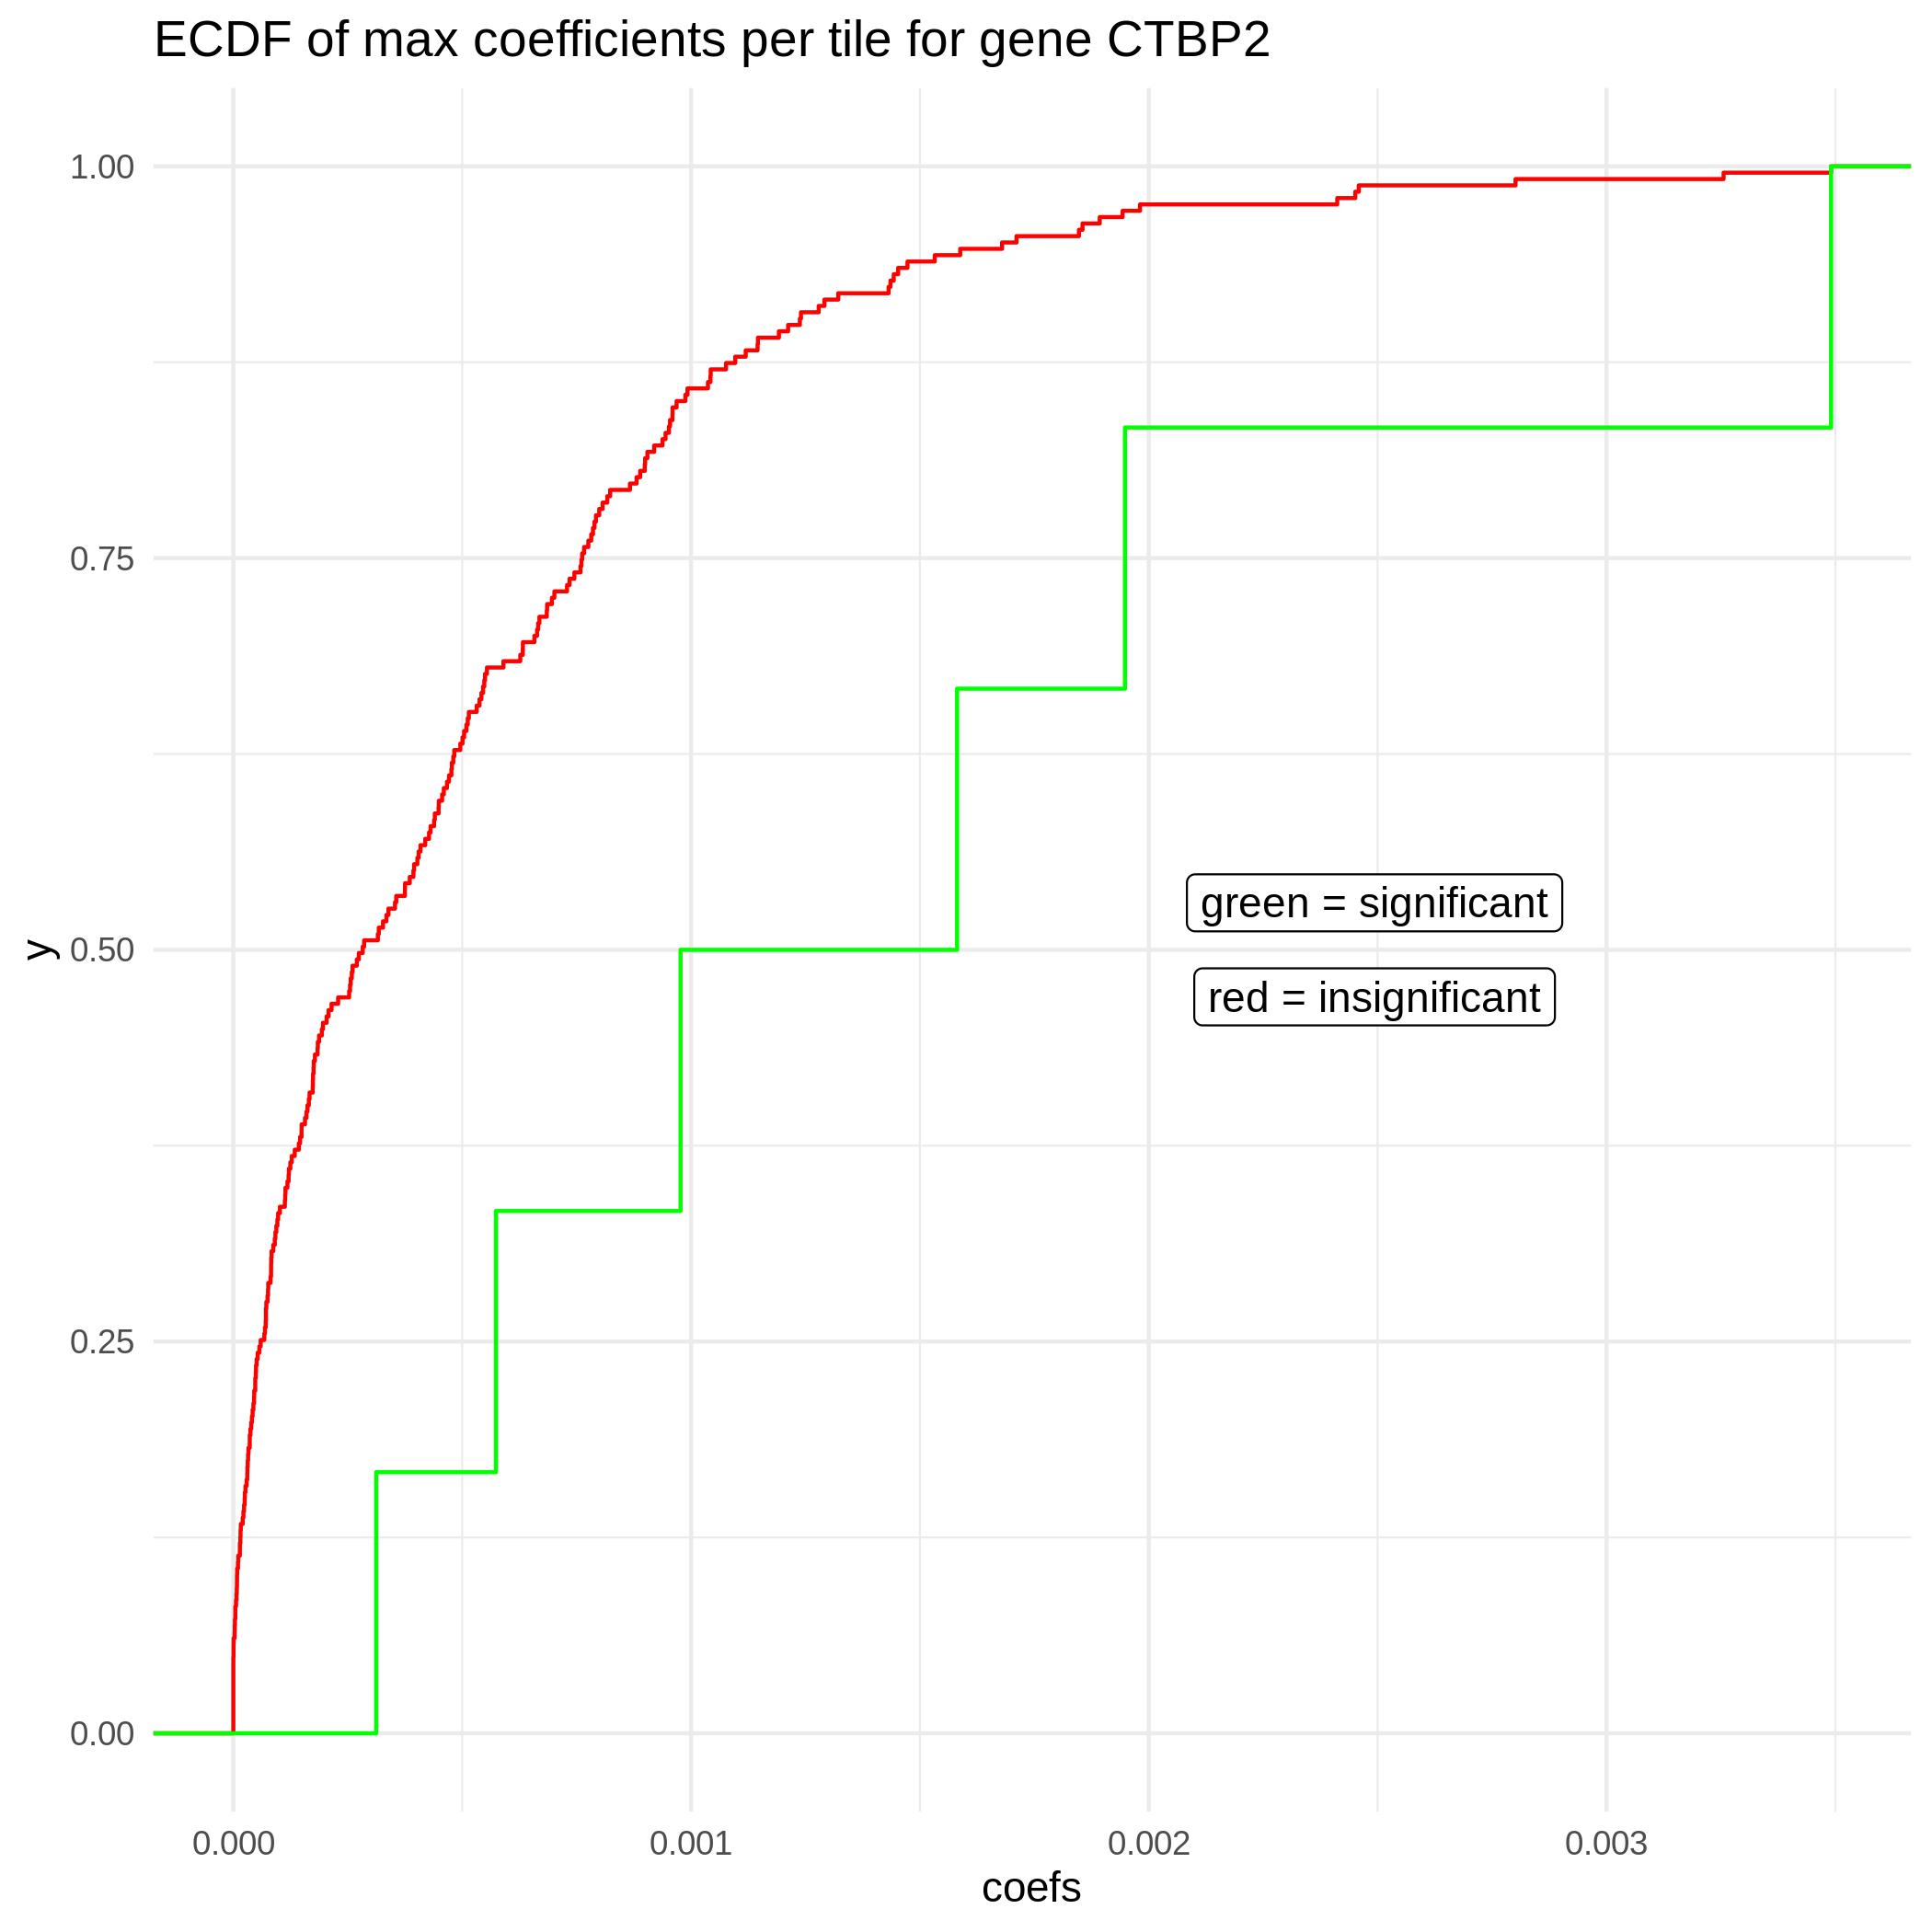 ECDF of max coefficients per tile for gene CTBP2
1.00
0.75
0.50
0.25
0.00
y
green = significant
red = insignificant
0.000 0.001 0.002 0.003
coefs